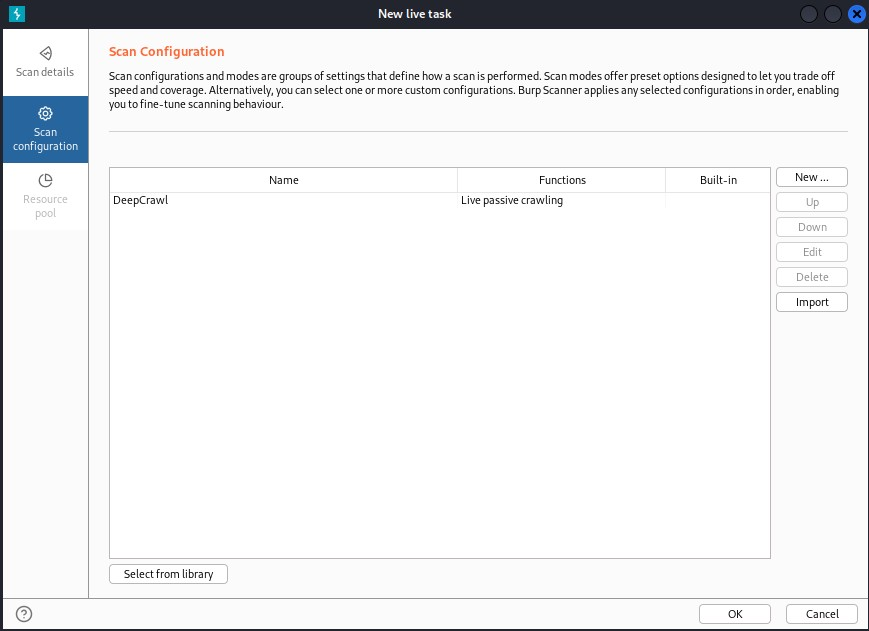 New live task
Scan details
Scan
configuration
Resource
pool
Scan Configuration
Scan configurations and modes are groups of settings that define how a scan is performed. Scan modes offer preset options designed to let you trade off
speed and coverage. Alternatively, you can select one or more custom configurations. Burp Scanner applies any selected configurations in order, enabling
you to fine-tune scanning behaviour.
Name Functions Built-in
DeepCrawl Live passive crawling
New ...
Up
Down
Edit
Delete
Import
Select from library
?
OK Cancel